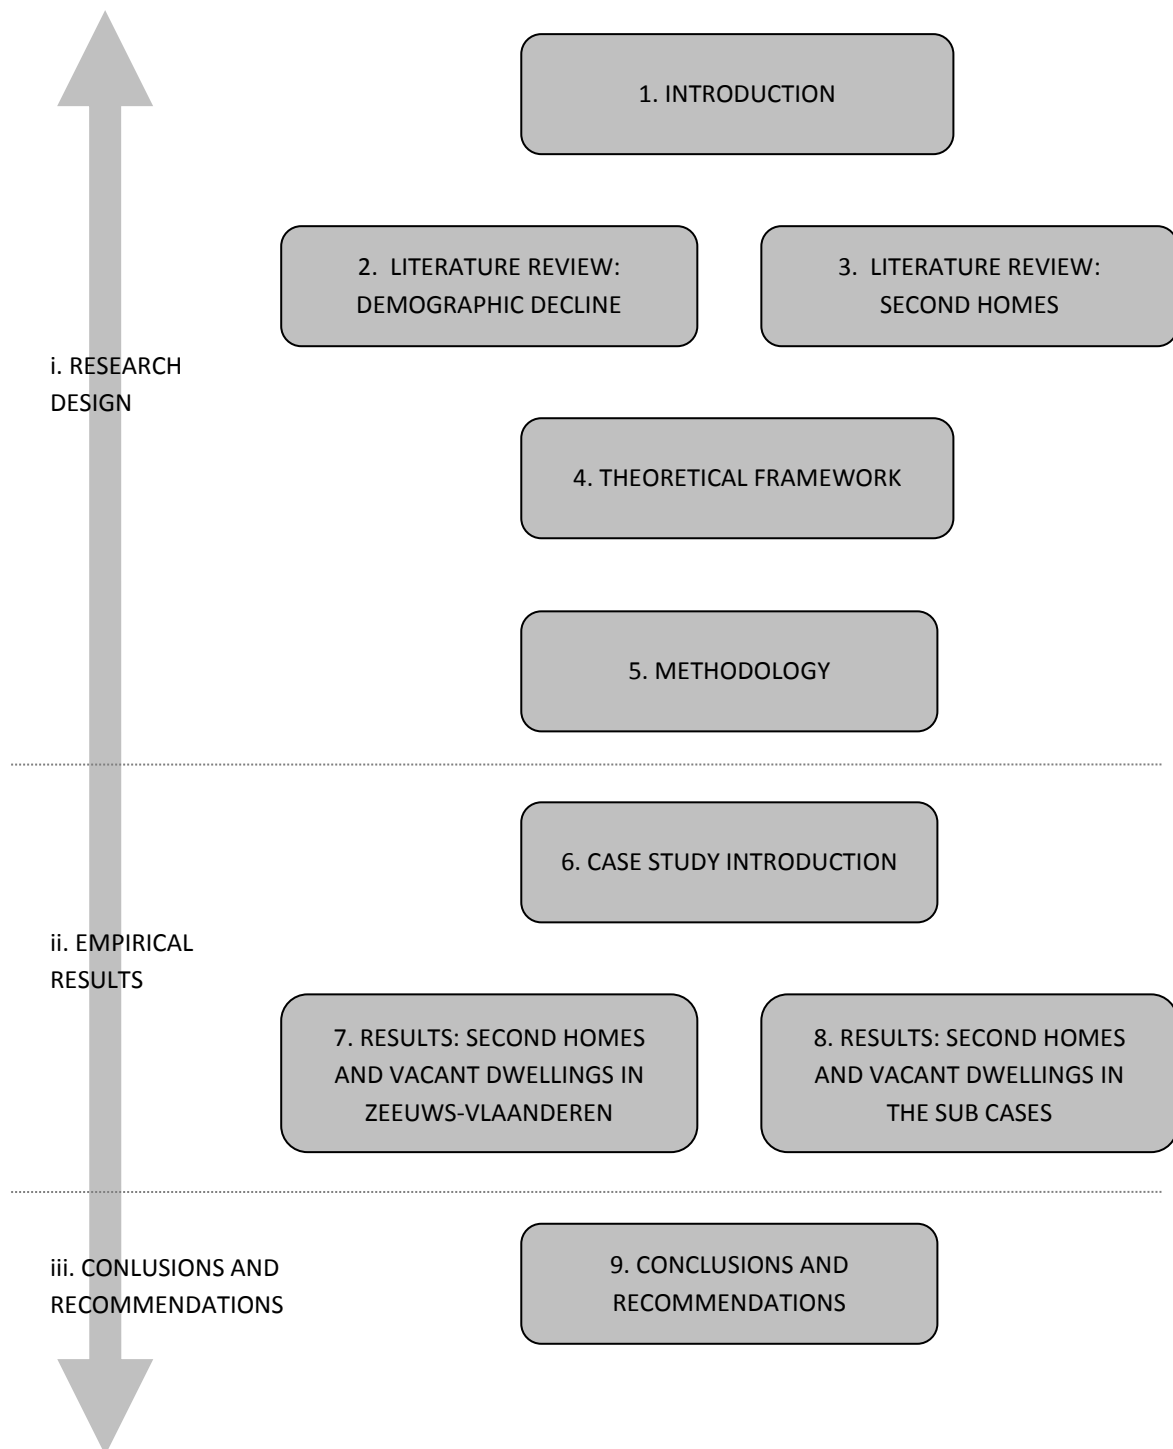 1. INTRODUCTION
2. LITERATURE REVIEW:
DEMOGRAPHIC DECLINE
3. LITERATURE REVIEW:
SECOND HOMES
i. RESEARCH
DESIGN
4. THEORETICAL FRAMEWORK
5. METHODOLOGY
6. CASE STUDY INTRODUCTION
ii. EMPIRICAL
RESULTS
7. RESULTS: SECOND HOMES
AND VACANT DWELLINGS IN
ZEEUWS-VLAANDEREN
8. RESULTS: SECOND HOMES
AND VACANT DWELLINGS IN
THE SUB CASES
iii. CONLUSIONS AND
RECOMMENDATIONS
9. CONCLUSIONS AND
RECOMMENDATIONS